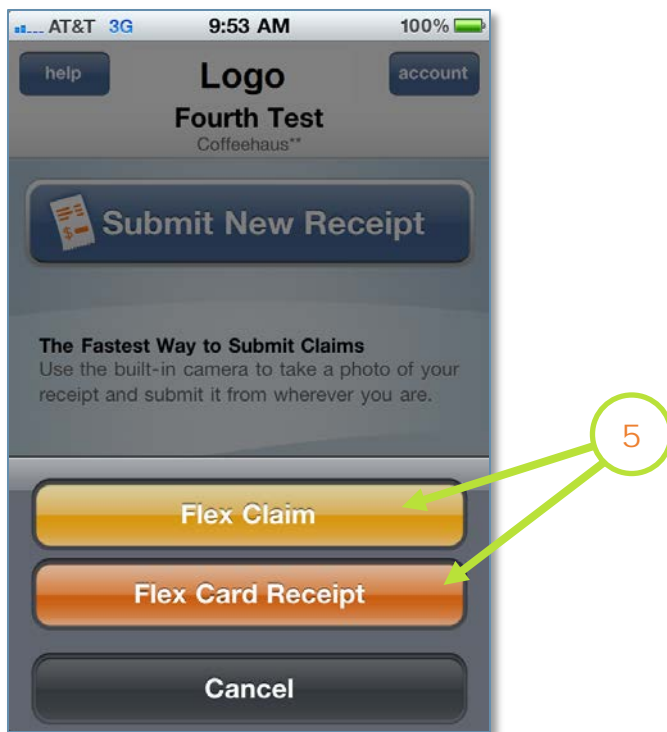 AT&T 3G 9:53 AM 100%
help Logo account
Fourth Test
Coffeehaus**
$
Submit New Receipt
The Fastest Way to Submit Claims
Use the built-in camera to take a photo of your
receipt and submit it from wherever you are.
5
Flex Claim
Flex Card Receipt
Cancel